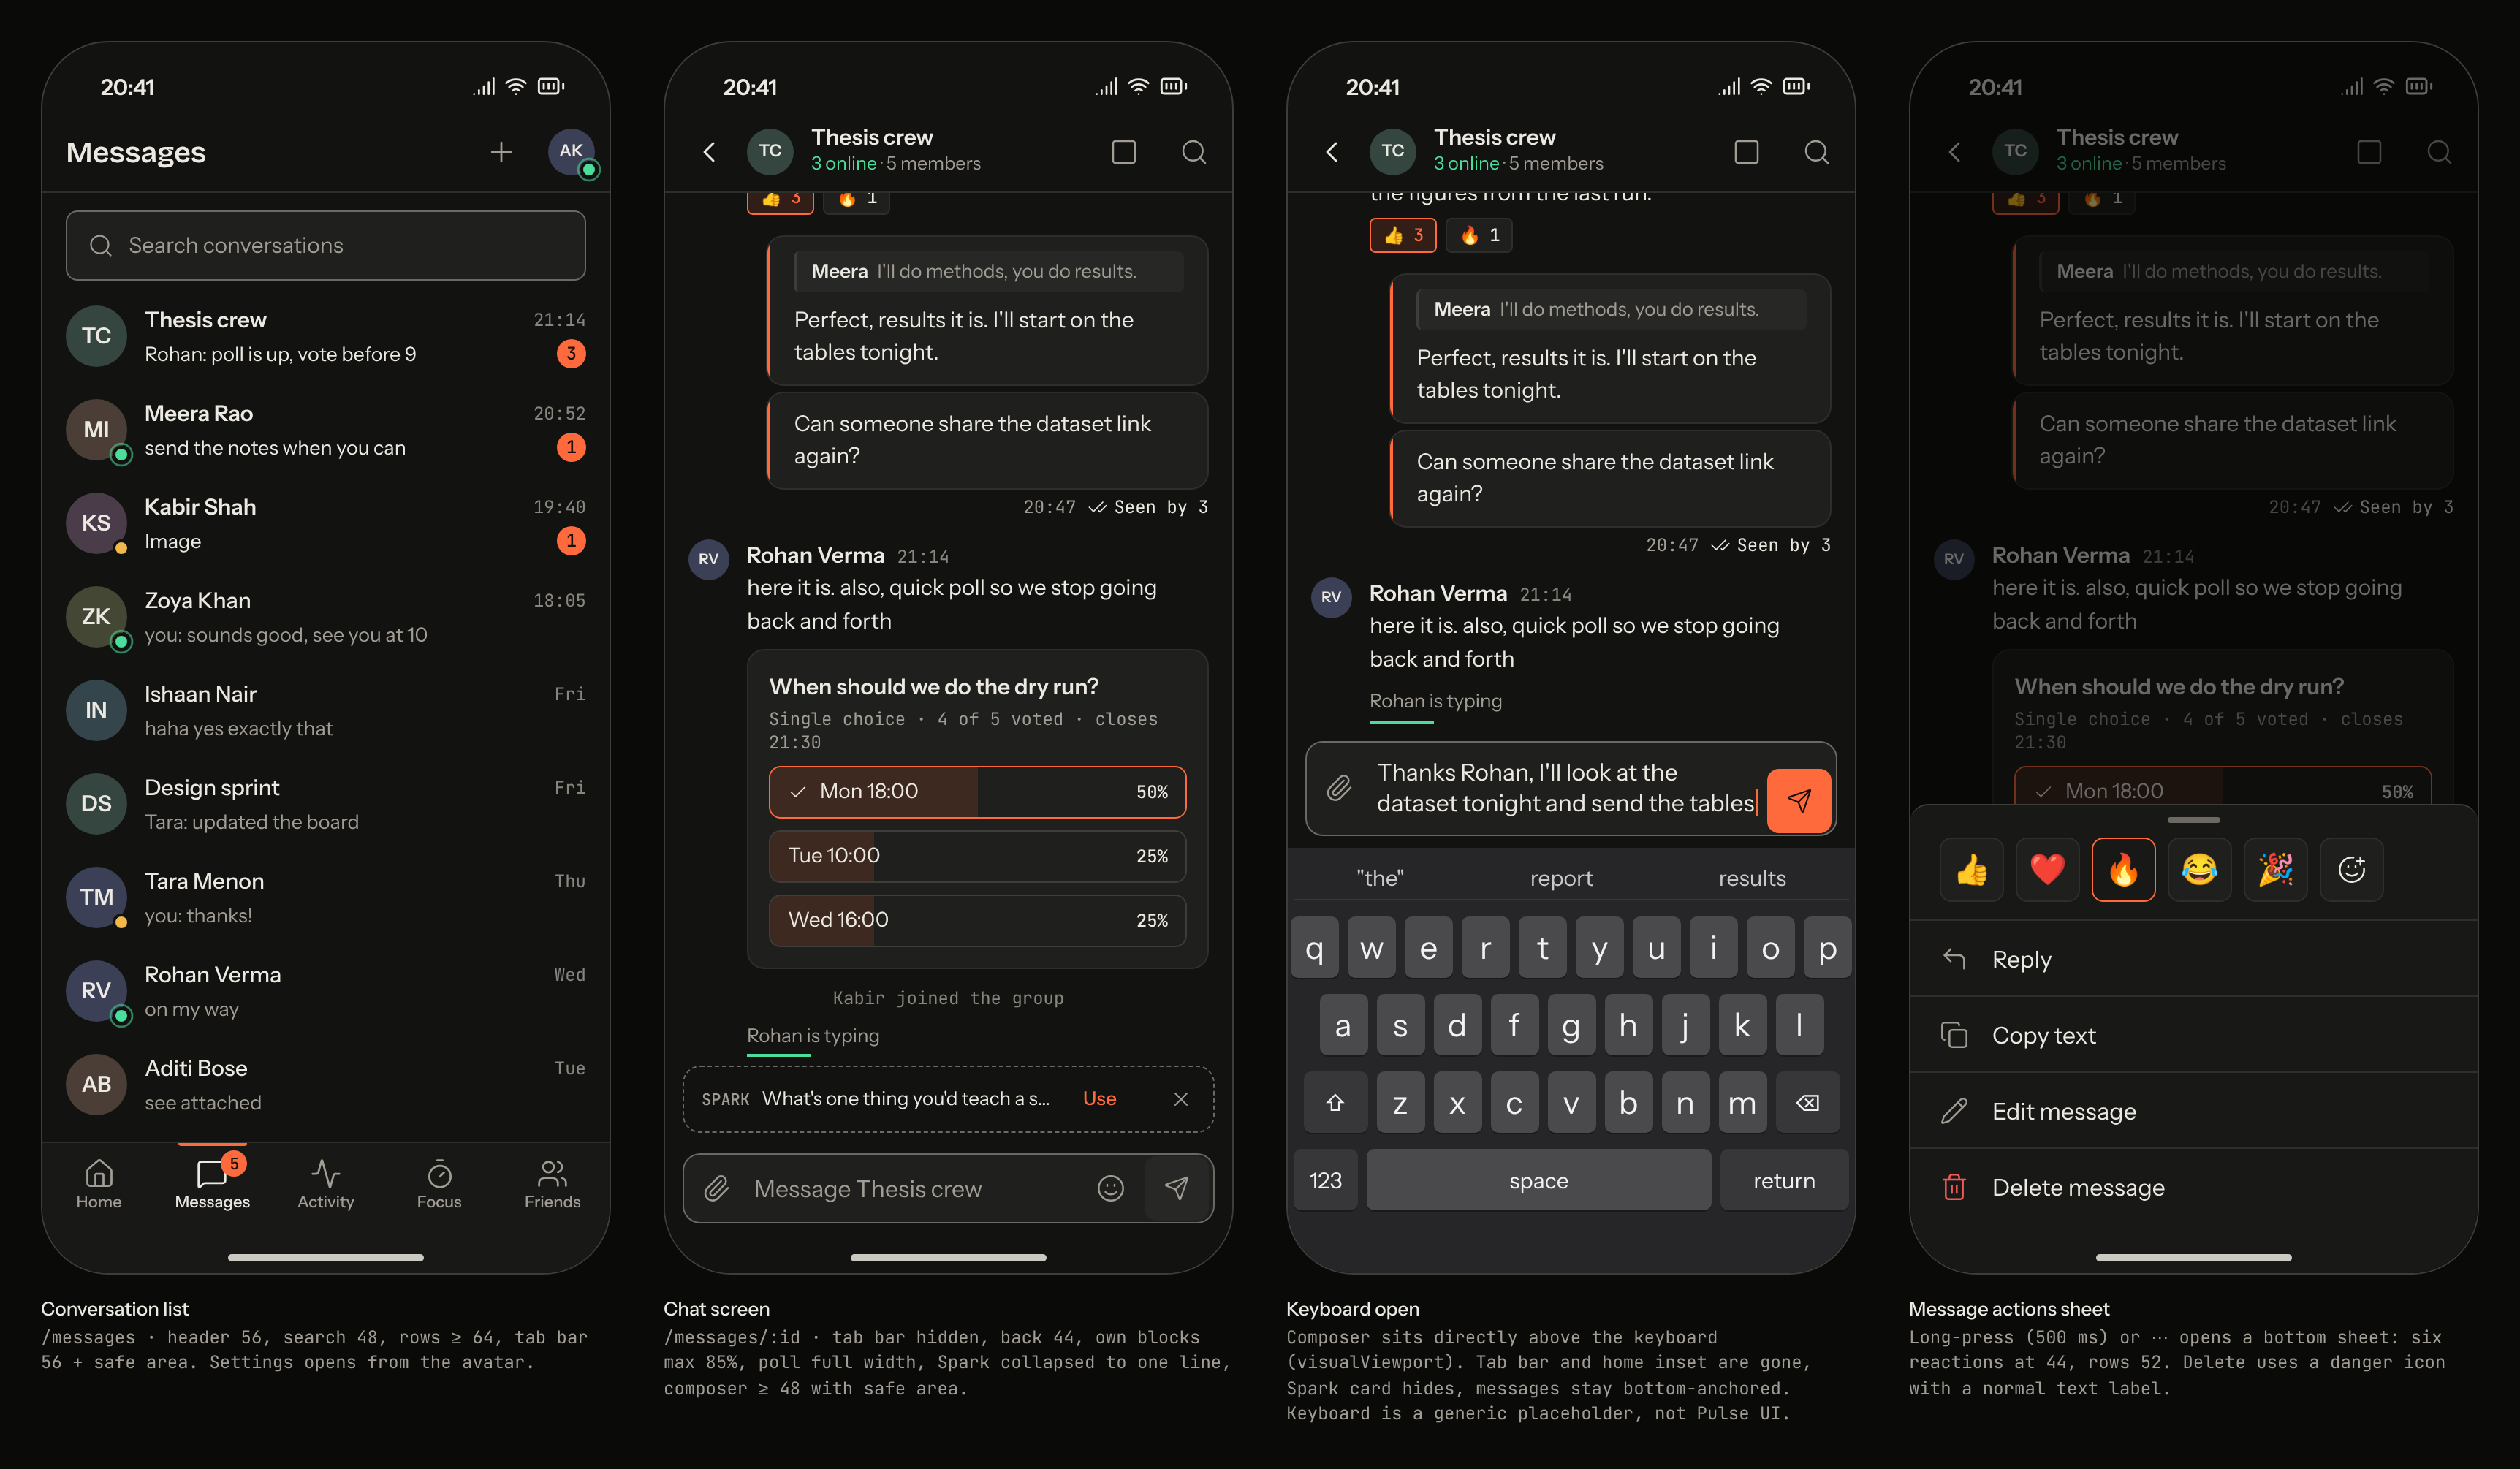 20:41
Messages
AK
Search conversations
TC
Thesis crew
21:14
Rohan: poll is up, vote before 9
3
MI
Meera Rao
20:52
send the notes when you can
1
KS
Kabir Shah
19:40
Image
1
ZK
Zoya Khan
18:05
you: sounds good, see you at 10
IN
Ishaan Nair
Fri
haha yes exactly that
DS
Design sprint
Fri
Tara: updated the board
TM
Tara Menon
Thu
you: thanks!
RV
Rohan Verma
Wed
on my way
AB
Aditi Bose
Tue
see attached
5
Home
Messages
Activity
Focus
Friends
Conversation list
/messages · header 56, search 48, rows ≥ 64, tab bar
56 + safe area. Settings opens from the avatar.
20:41
TC
Thesis crew
3 online · 5 members
👍 3 🔥 1
Meera I'll do methods, you do results.
Perfect, results it is. I'll start on the
tables tonight.
Can someone share the dataset link
again?
20:47 Seen by 3
RV
Rohan Verma 21:14
here it is. also, quick poll so we stop going
back and forth
When should we do the dry run?
Single choice · 4 of 5 voted · closes
21:30
Mon 18:00 50%
Tue 10:00 25%
Wed 16:00 25%
Kabir joined the group
Rohan is typing
SPARK What's one thing you'd teach a s... Use
Message Thesis crew
Chat screen
/messages/:id · tab bar hidden, back 44, own blocks
max 85%, poll full width, Spark collapsed to one line,
composer ≥ 48 with safe area.
20:41
TC
Thesis crew
3 online · 5 members
the figures from the last run.
👍 3 🔥 1
Meera I'll do methods, you do results.
Perfect, results it is. I'll start on the
tables tonight.
Can someone share the dataset link
again?
20:47 Seen by 3
RV
Rohan Verma 21:14
here it is. also, quick poll so we stop going
back and forth
Rohan is typing
Thanks Rohan, I'll look at the
dataset tonight and send the tables
"the" report results
q w e r t y u i o p
a s d f g h j k l
z x c v b n m
123 space return
Keyboard open
Composer sits directly above the keyboard
(visualViewport). Tab bar and home inset are gone,
Spark card hides, messages stay bottom-anchored.
Keyboard is a generic placeholder, not Pulse UI.
20:41
TC
Thesis crew
3 online · 5 members
👍 3 🔥 1
Meera I'll do methods, you do results.
Perfect, results it is. I'll start on the
tables tonight.
Can someone share the dataset link
again?
20:47 Seen by 3
RV
Rohan Verma 21:14
here it is. also, quick poll so we stop going
back and forth
When should we do the dry run?
Single choice · 4 of 5 voted · closes
21:30
Mon 18:00 50%
Reply
Copy text
Edit message
Delete message
Message actions sheet
Long-press (500 ms) or ··· opens a bottom sheet: six
reactions at 44, rows 52. Delete uses a danger icon
with a normal text label.